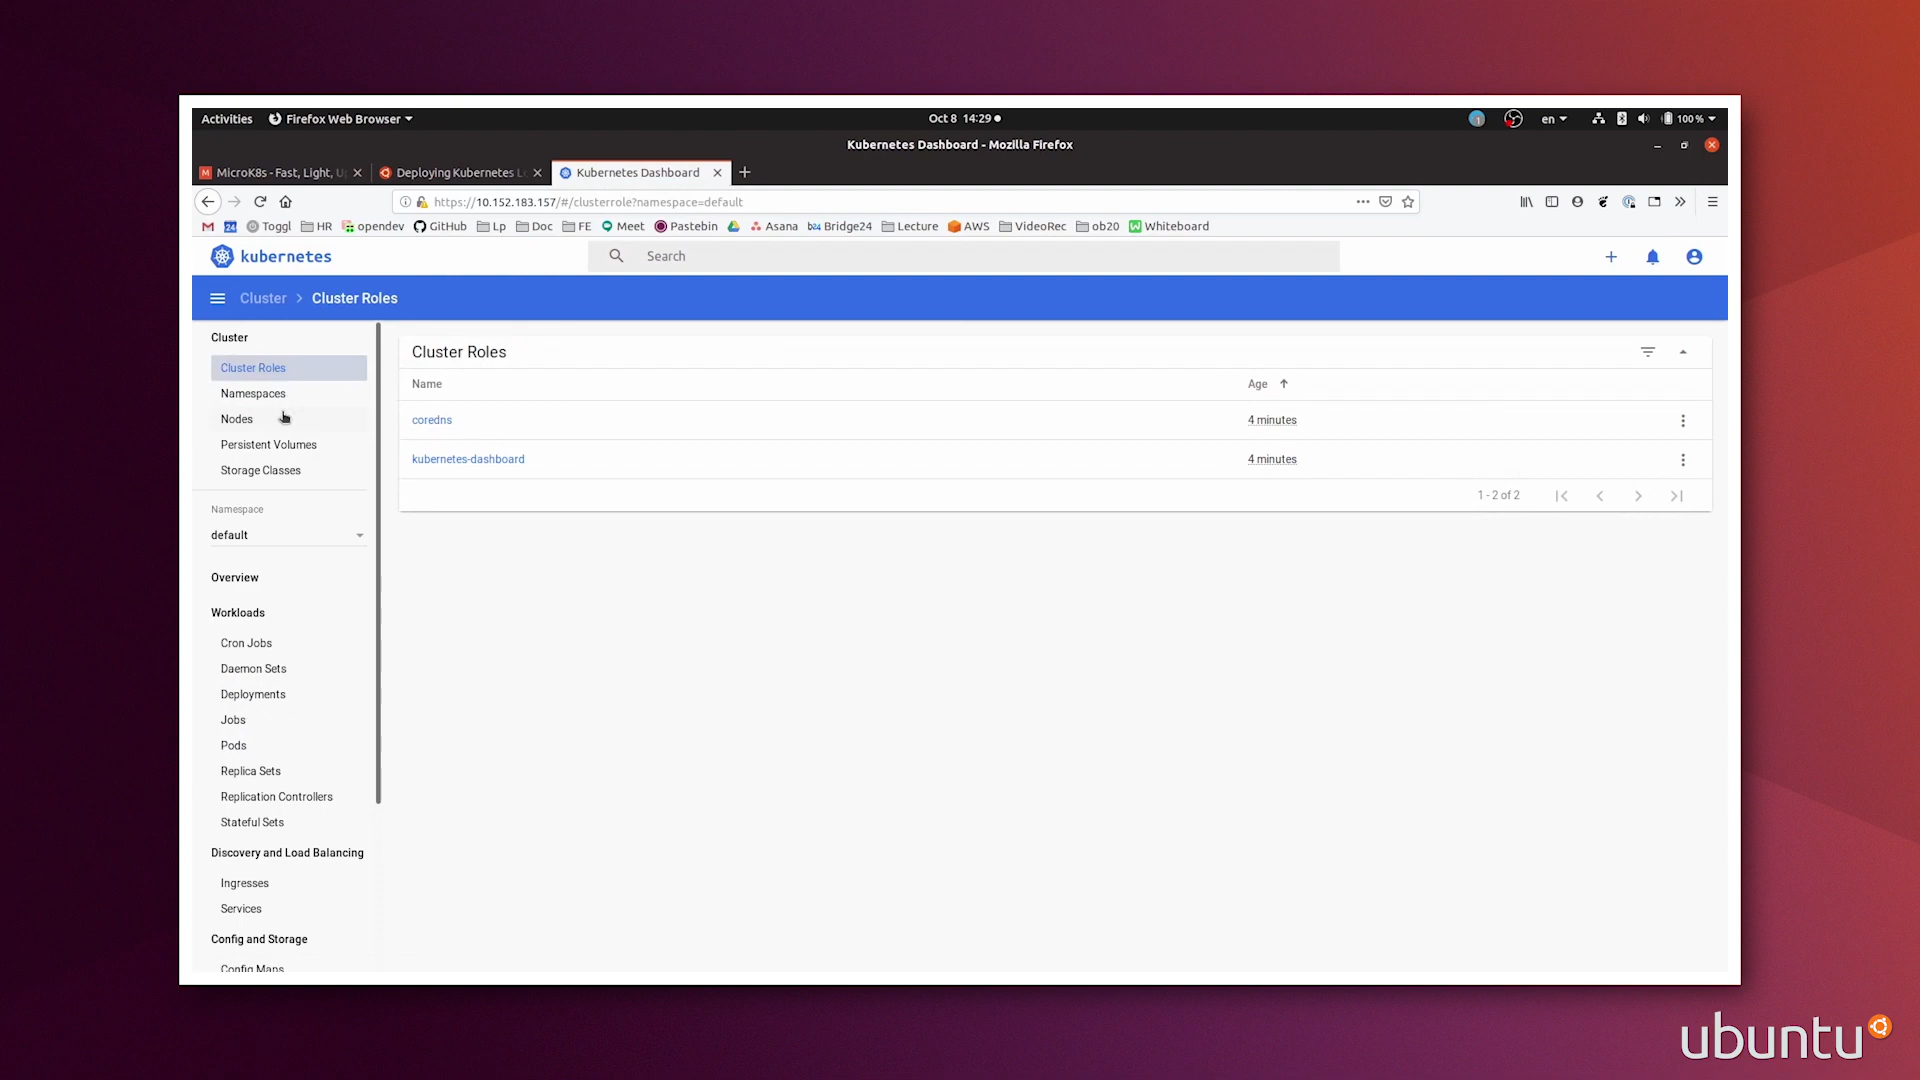 Activities Firefox Web Browser Oct 8 14:29 1 en 100 %
Kubernetes Dashboard - Mozilla Firefox
M MicroK8s - Fast, Light, U Deploying Kubernetes Lo Kubernetes Dashboard
https://10.152.183.157/#/clusterrole?namespace=default
M 24 Toggl HR opendev GitHub Lp Doc FE Meet Pastebin Asana b24 Bridge24 Lecture AWS VideoRec ob20 W Whiteboard
kubernetes Search
Cluster Cluster Roles
Cluster
Cluster Roles
Namespaces
Nodes
Persistent Volumes
Storage Classes
Namespace
default
Overview
Workloads
Cron Jobs
Daemon Sets
Deployments
Jobs
Pods
Replica Sets
Replication Controllers
Stateful Sets
Discovery and Load Balancing
Ingresses
Services
Config and Storage
Config Maps
Cluster Roles
Name Age
coredns 4 minutes
kubernetes-dashboard 4 minutes
1 - 2 of 2
ubuntu